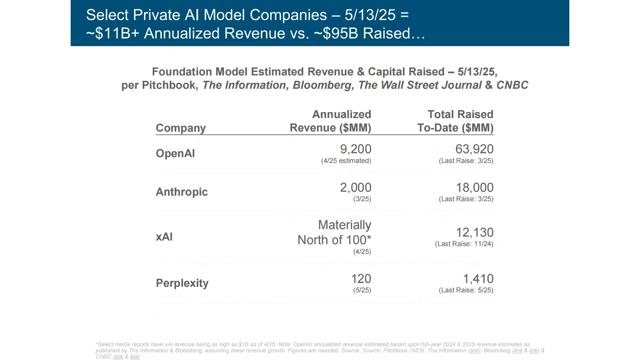 Select Private AI Model Companies – 5/13/25 =
~$11B+ Annualized Revenue vs. ~$95B Raised…
Foundation Model Estimated Revenue & Capital Raised – 5/13/25,
per Pitchbook, The Information, Bloomberg, The Wall Street Journal & CNBC
Company Annualized Revenue ($MM) Total Raised To-Date ($MM)
OpenAI 9,200 63,920
(4/25 estimated) (Last Raise: 3/25)
Anthropic 2,000 18,000
(3/25) (Last Raise: 3/25)
xAI Materially North of 100* 12,130
(4/25) (Last Raise: 11/24)
Perplexity 120 1,410
(5/25) (Last Raise: 5/25)
*Select media reports have xAI revenue being as high as $1B as of 4/25. Note: OpenAI annualized revenue estimated based upon full-year 2024 & 2025 revenue estimates as
published by The Information & Bloomberg, assuming linear revenue growth. Figures are rounded. Source: Source: Pitchbook (5/25), The Information (link), Bloomberg (link & link) &
CNBC (link & link)